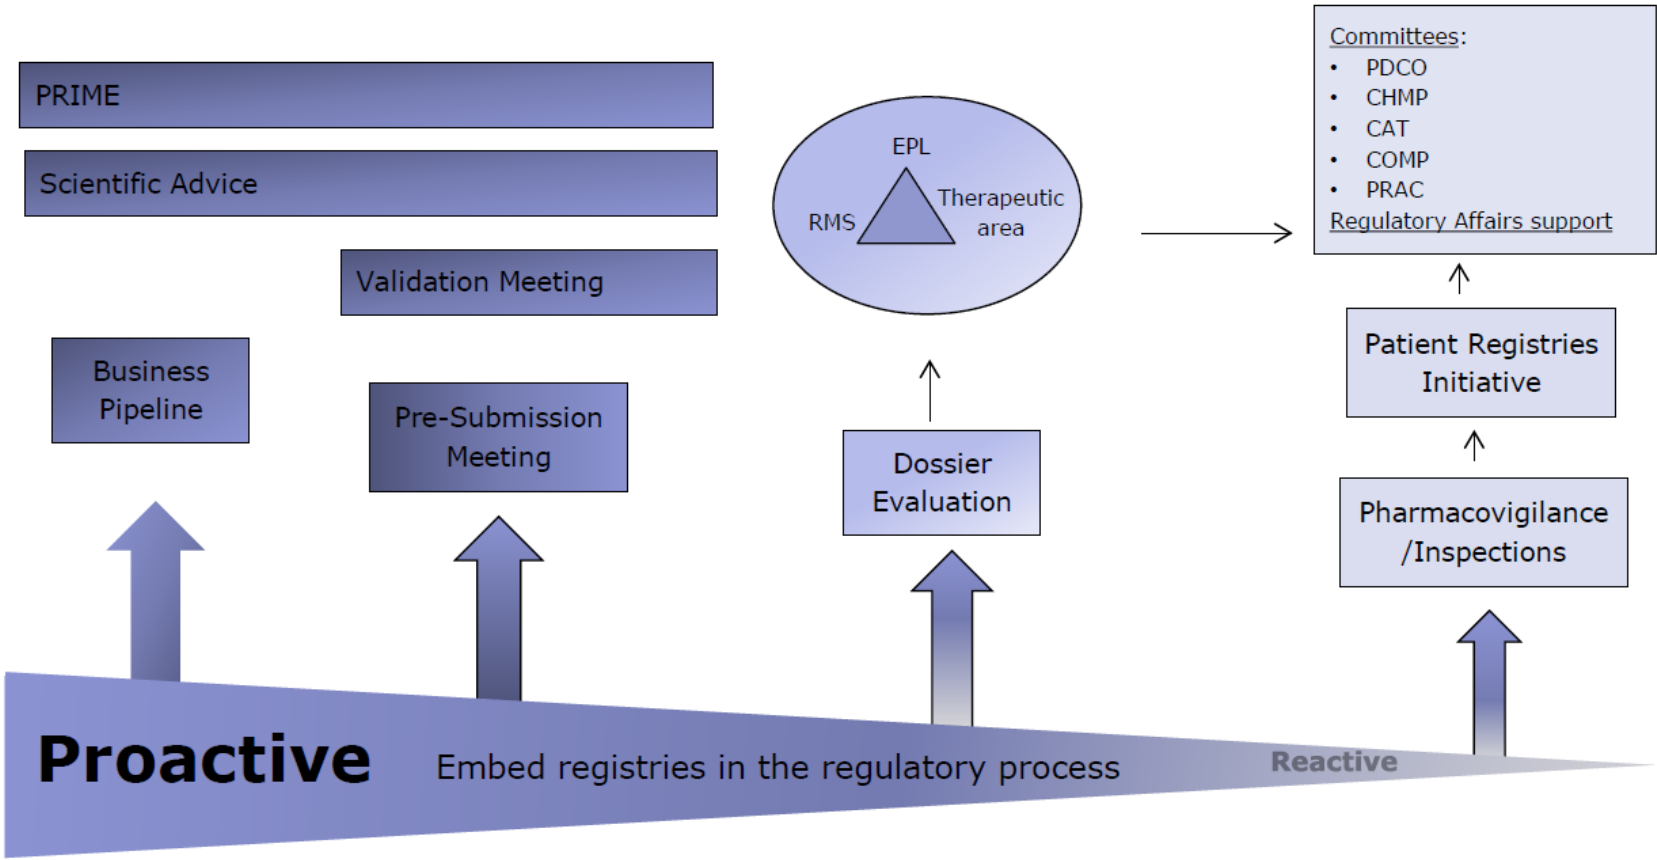 PRIME
Scientific Advice
Validation Meeting
Business
Pipeline
Pre-Submission
Meeting
EPL
RMS
Therapeutic
area
Dossier
Evaluation
Committees:
• PDCO
• CHMP
• CAT
• COMP
• PRAC
Regulatory Affairs support
Patient Registries
Initiative
Pharmacovigilance
/Inspections
Proactive
Embed registries in the regulatory process
Reactive